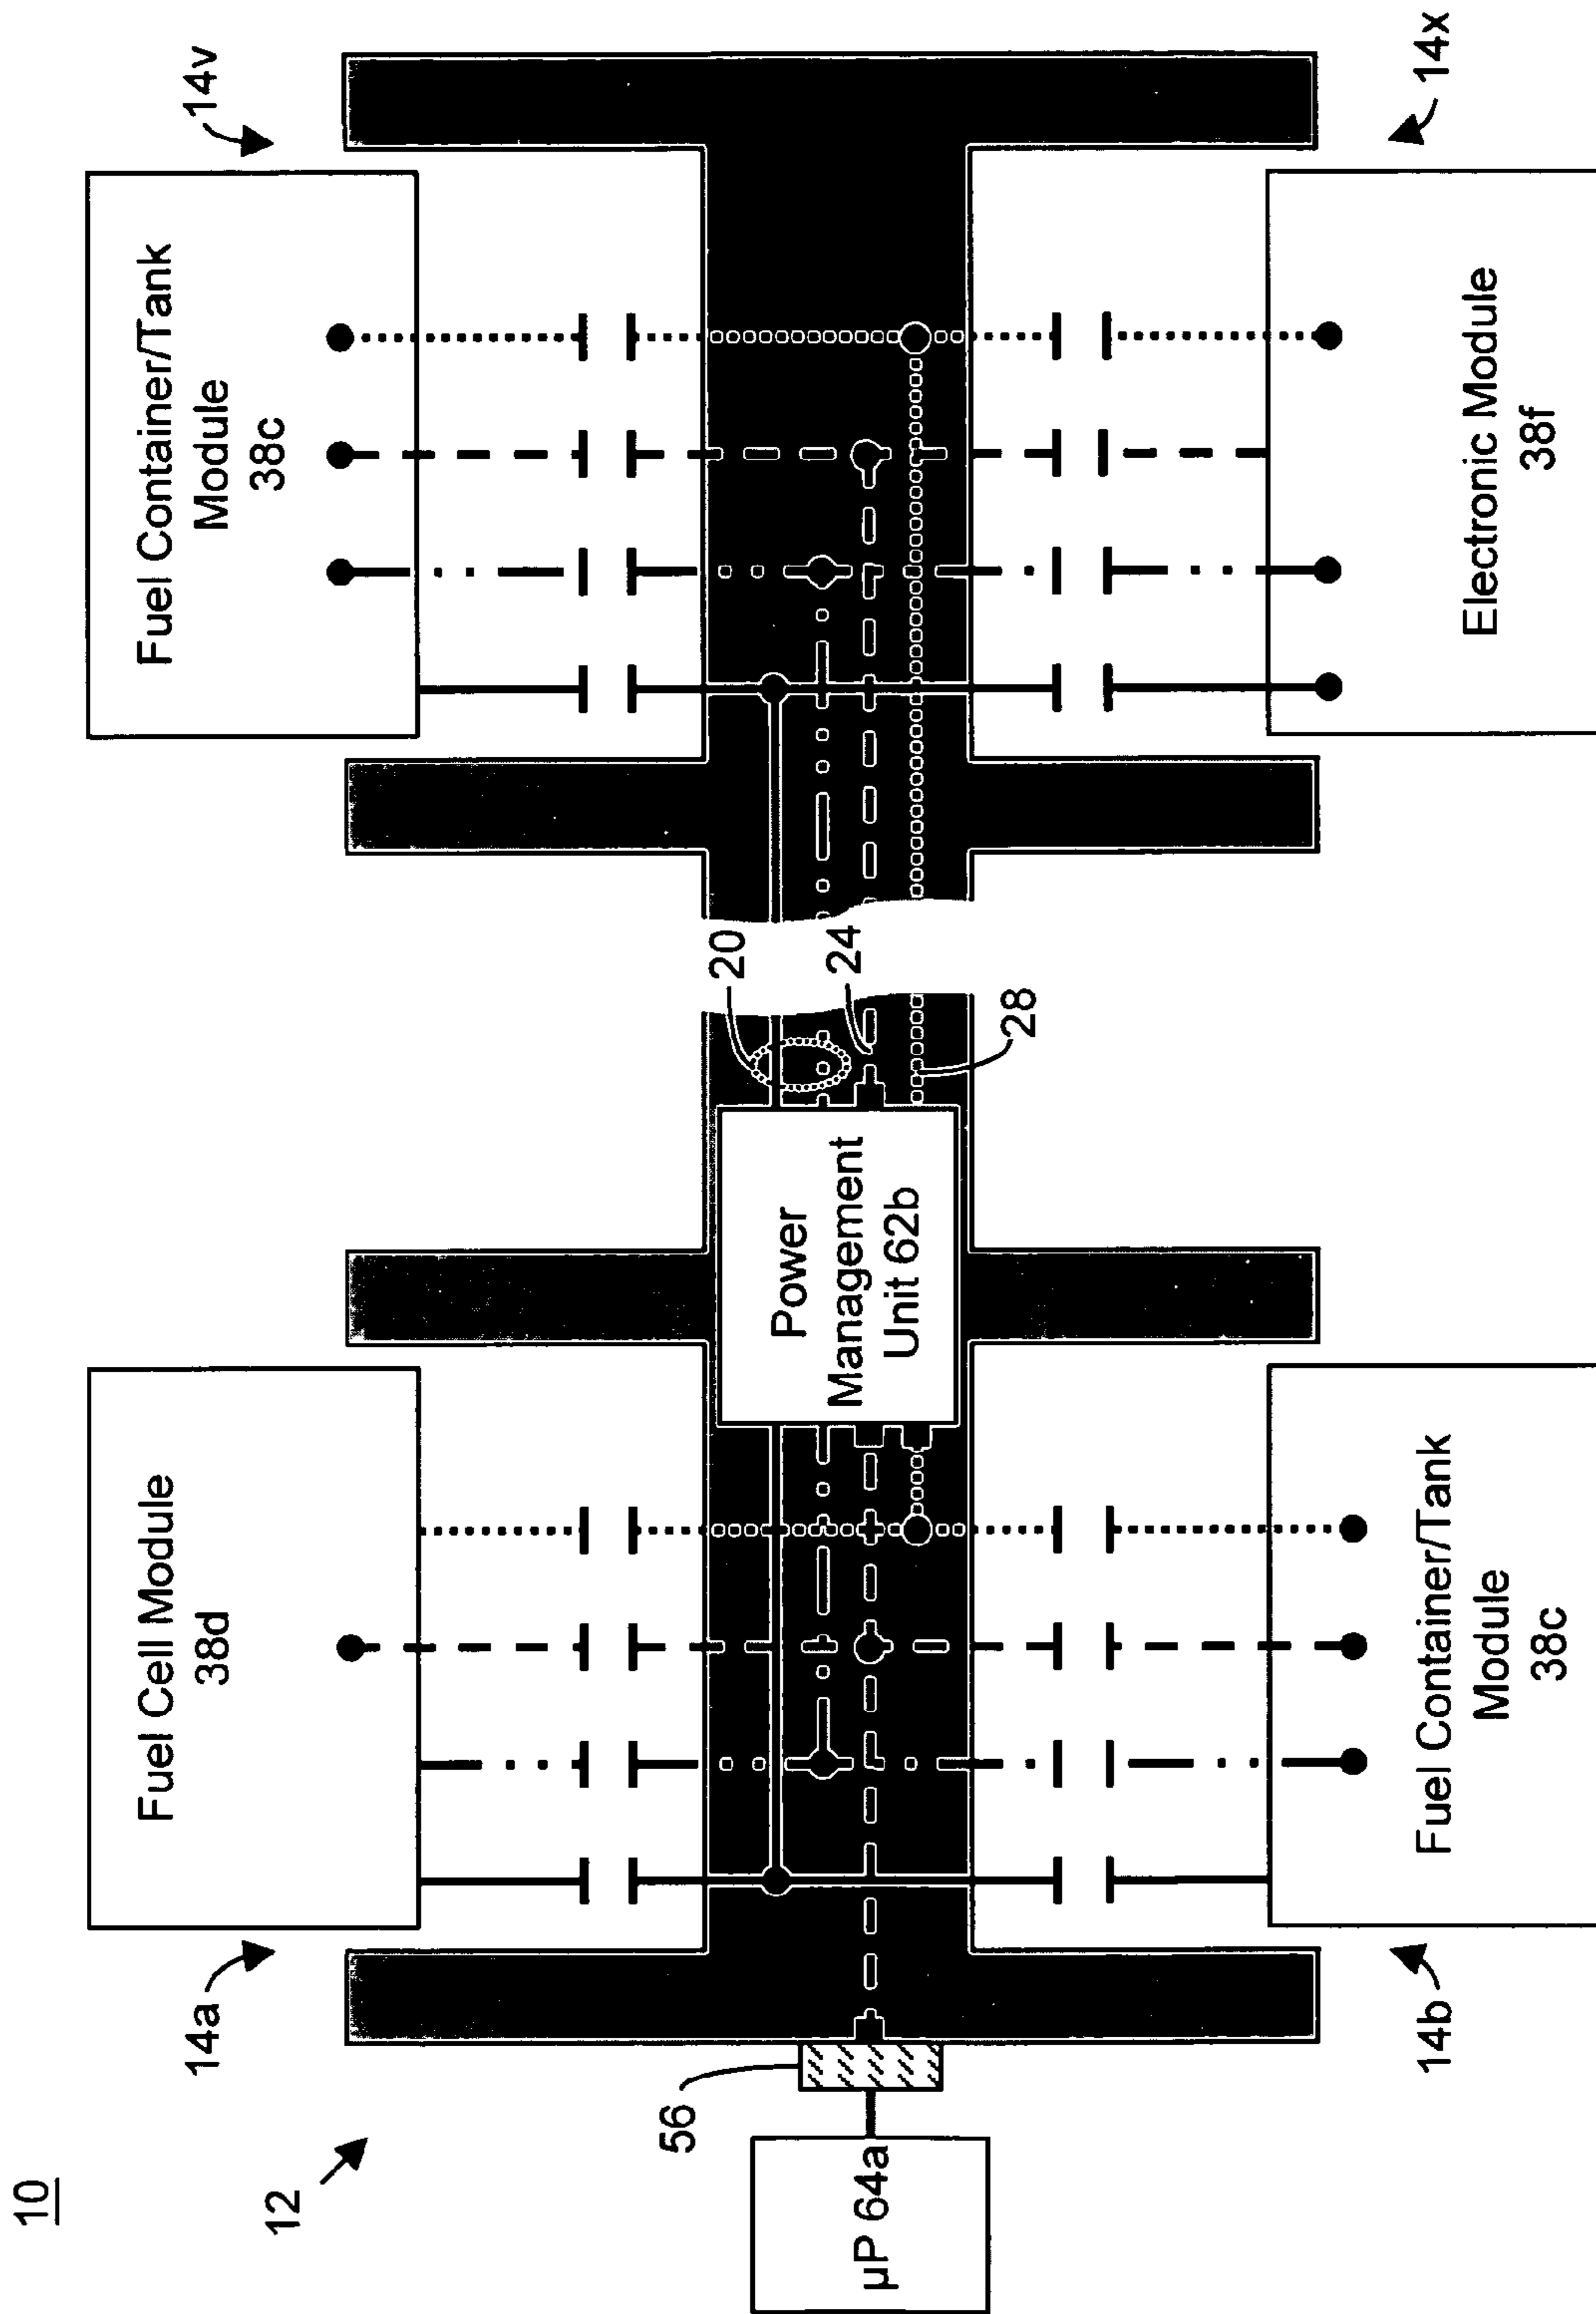 10
12
14a
Fuel Cell Module
38d
14v
Fuel Container/Tank
Module
38c
56
µP 64a
Power
Management
Unit 62b
20
24
28
14b
Fuel Container/Tank
Module
38c
14x
Electronic Module
38f